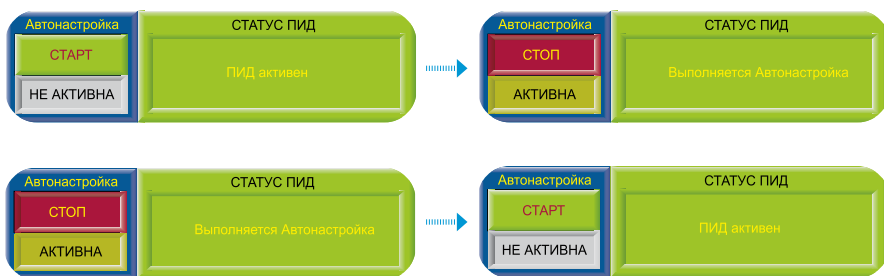 Автонастройка
СТАРТ
НЕ АКТИВНА
СТАТУС ПИД
ПИД активен
Автонастройка
СТОП
АКТИВНА
СТАТУС ПИД
Выполняется Автонастройка
Автонастройка
СТОП
АКТИВНА
СТАТУС ПИД
Выполняется Автонастройка
Автонастройка
СТАРТ
НЕ АКТИВНА
СТАТУС ПИД
ПИД активен